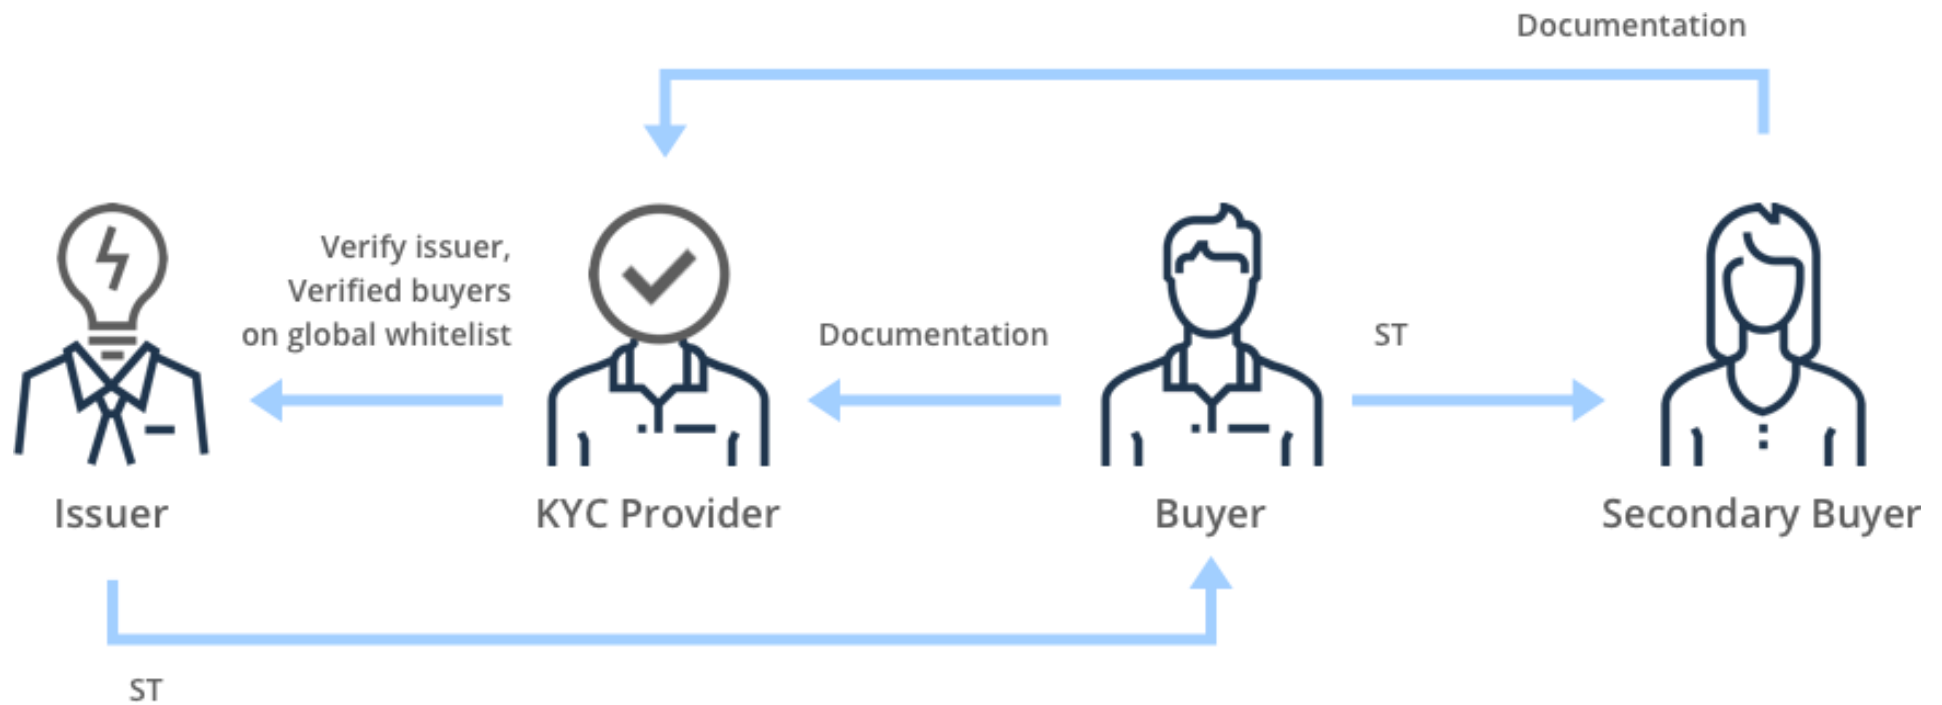 Documentation
Verify issuer,
Verified buyers
on global whitelist
Documentation
ST
Issuer
KYC Provider
Buyer
Secondary Buyer
ST